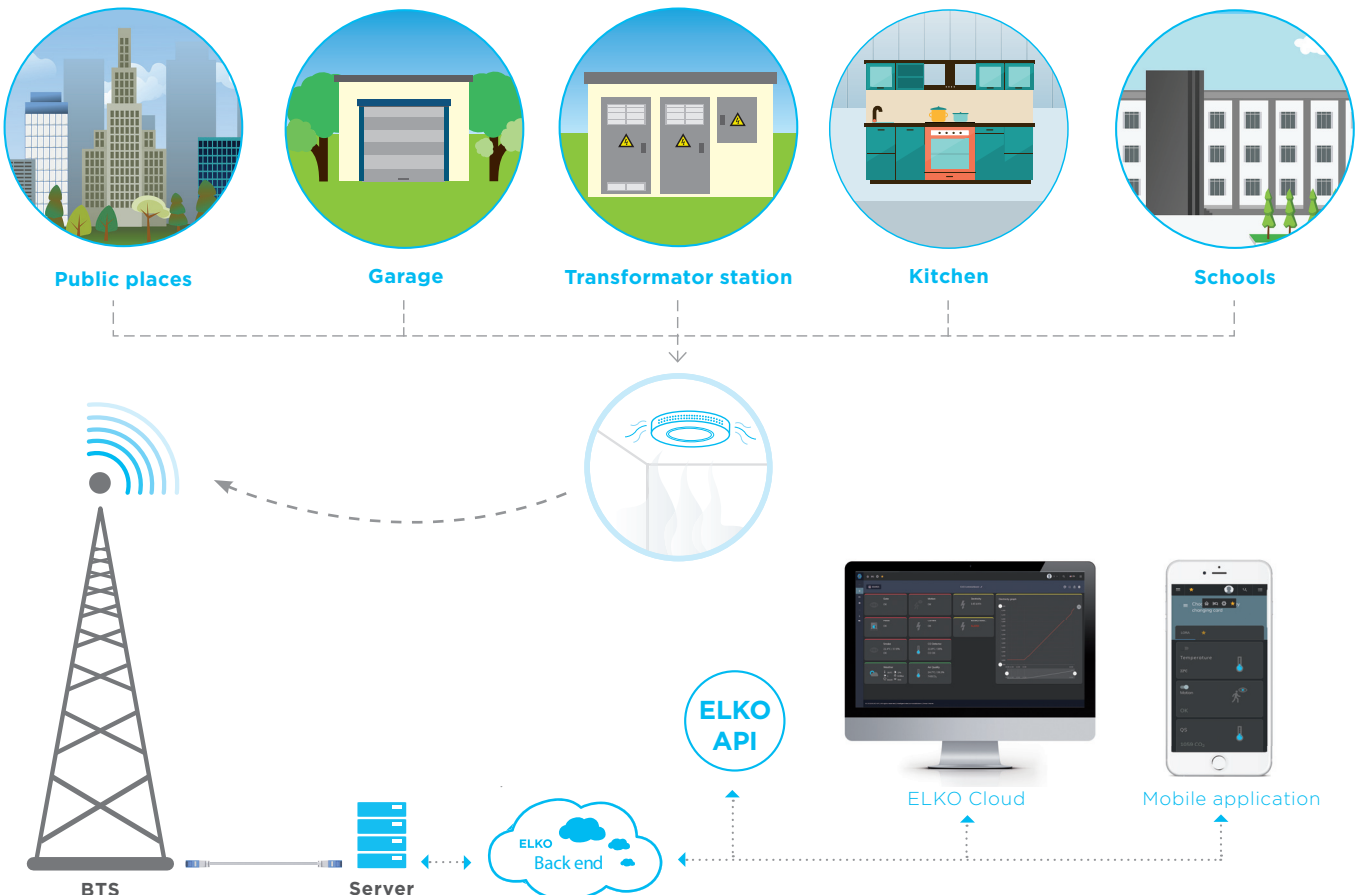 Public places
Garage
Transformator station
Kitchen
Schools
ELKO
API
ELKO Cloud
Mobile application
ELKO
Back end
BTS
Server
Temperature